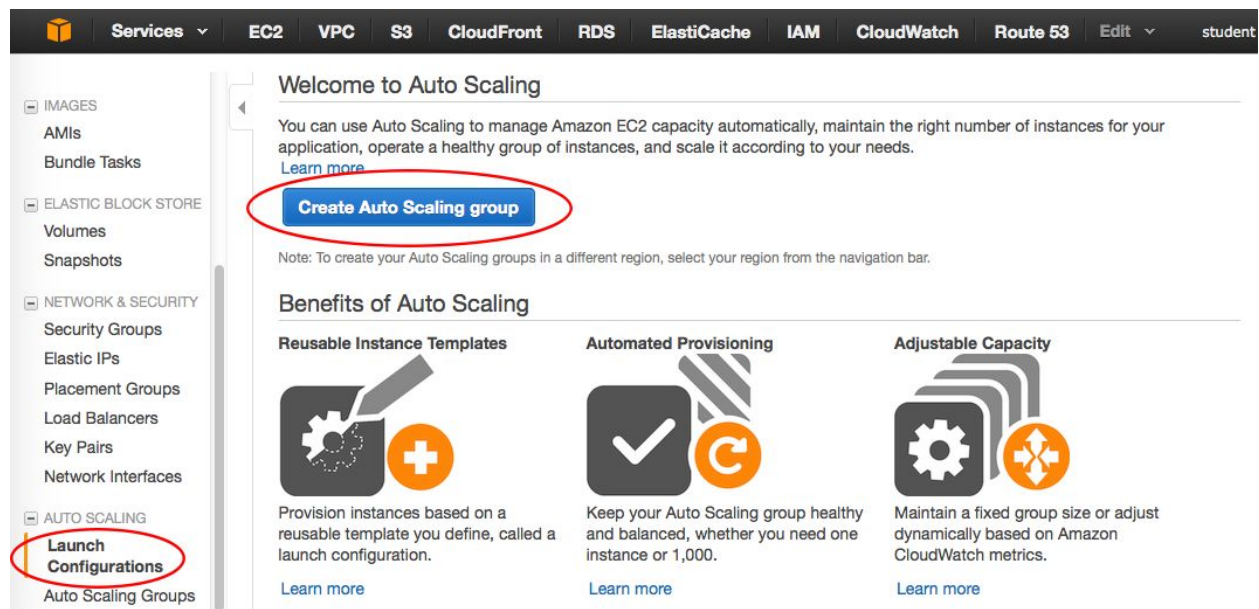 Services EC2 VPC S3 CloudFront RDS ElastiCache IAM CloudWatch Route 53 Edit student
IMAGES
AMIs
Bundle Tasks
ELASTIC BLOCK STORE
Volumes
Snapshots
NETWORK & SECURITY
Security Groups
Elastic IPs
Placement Groups
Load Balancers
Key Pairs
Network Interfaces
AUTO SCALING
Launch
Configurations
Auto Scaling Groups
Welcome to Auto Scaling
You can use Auto Scaling to manage Amazon EC2 capacity automatically, maintain the right number of instances for your
application, operate a healthy group of instances, and scale it according to your needs.
Learn more
Create Auto Scaling group
Note: To create your Auto Scaling groups in a different region, select your region from the navigation bar.
Benefits of Auto Scaling
Reusable Instance Templates
Provision instances based on a
reusable template you define, called a
launch configuration.
Learn more
Automated Provisioning
Keep your Auto Scaling group healthy
and balanced, whether you need one
instance or 1,000.
Learn more
Adjustable Capacity
Maintain a fixed group size or adjust
dynamically based on Amazon
CloudWatch metrics.
Learn more